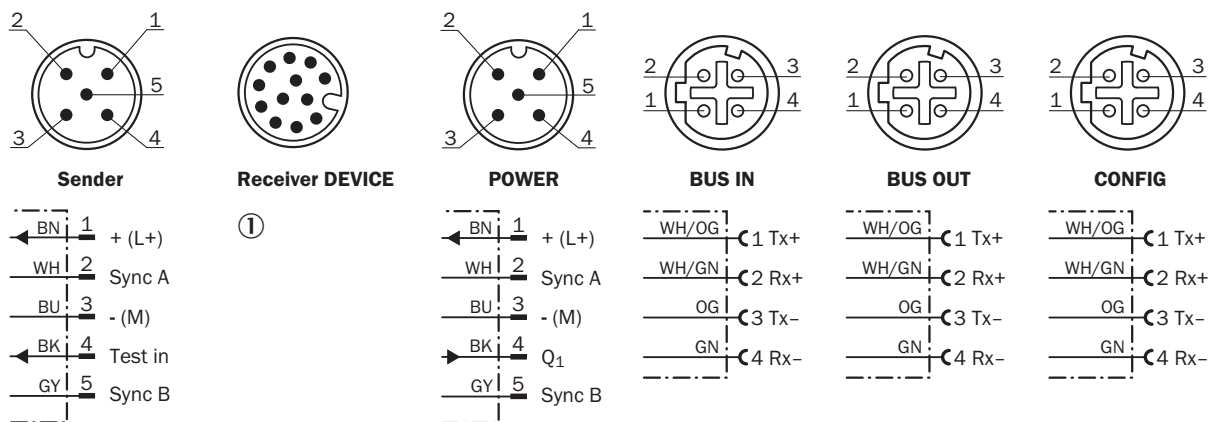 2 1
5
3 4
Sender
BN 1 + (L+)
WH 2 Sync A
BU 3 - (M)
BK 4 Test in
GY 5 Sync B
Receiver DEVICE
①
2 1
5
3 4
POWER
BN 1 + (L+)
WH 2 Sync A
BU 3 - (M)
BK 4 Q1
GY 5 Sync B
2 3
1 4
BUS IN
WH/OG 1 Tx+
WH/GN 2 Rx+
OG 3 Tx–
GN 4 Rx–
2 3
1 4
BUS OUT
WH/OG 1 Tx+
WH/GN 2 Rx+
OG 3 Tx–
GN 4 Rx–
2 3
1 4
CONFIG
WH/OG 1 Tx+
WH/GN 2 Rx+
OG 3 Tx–
GN 4 Rx–